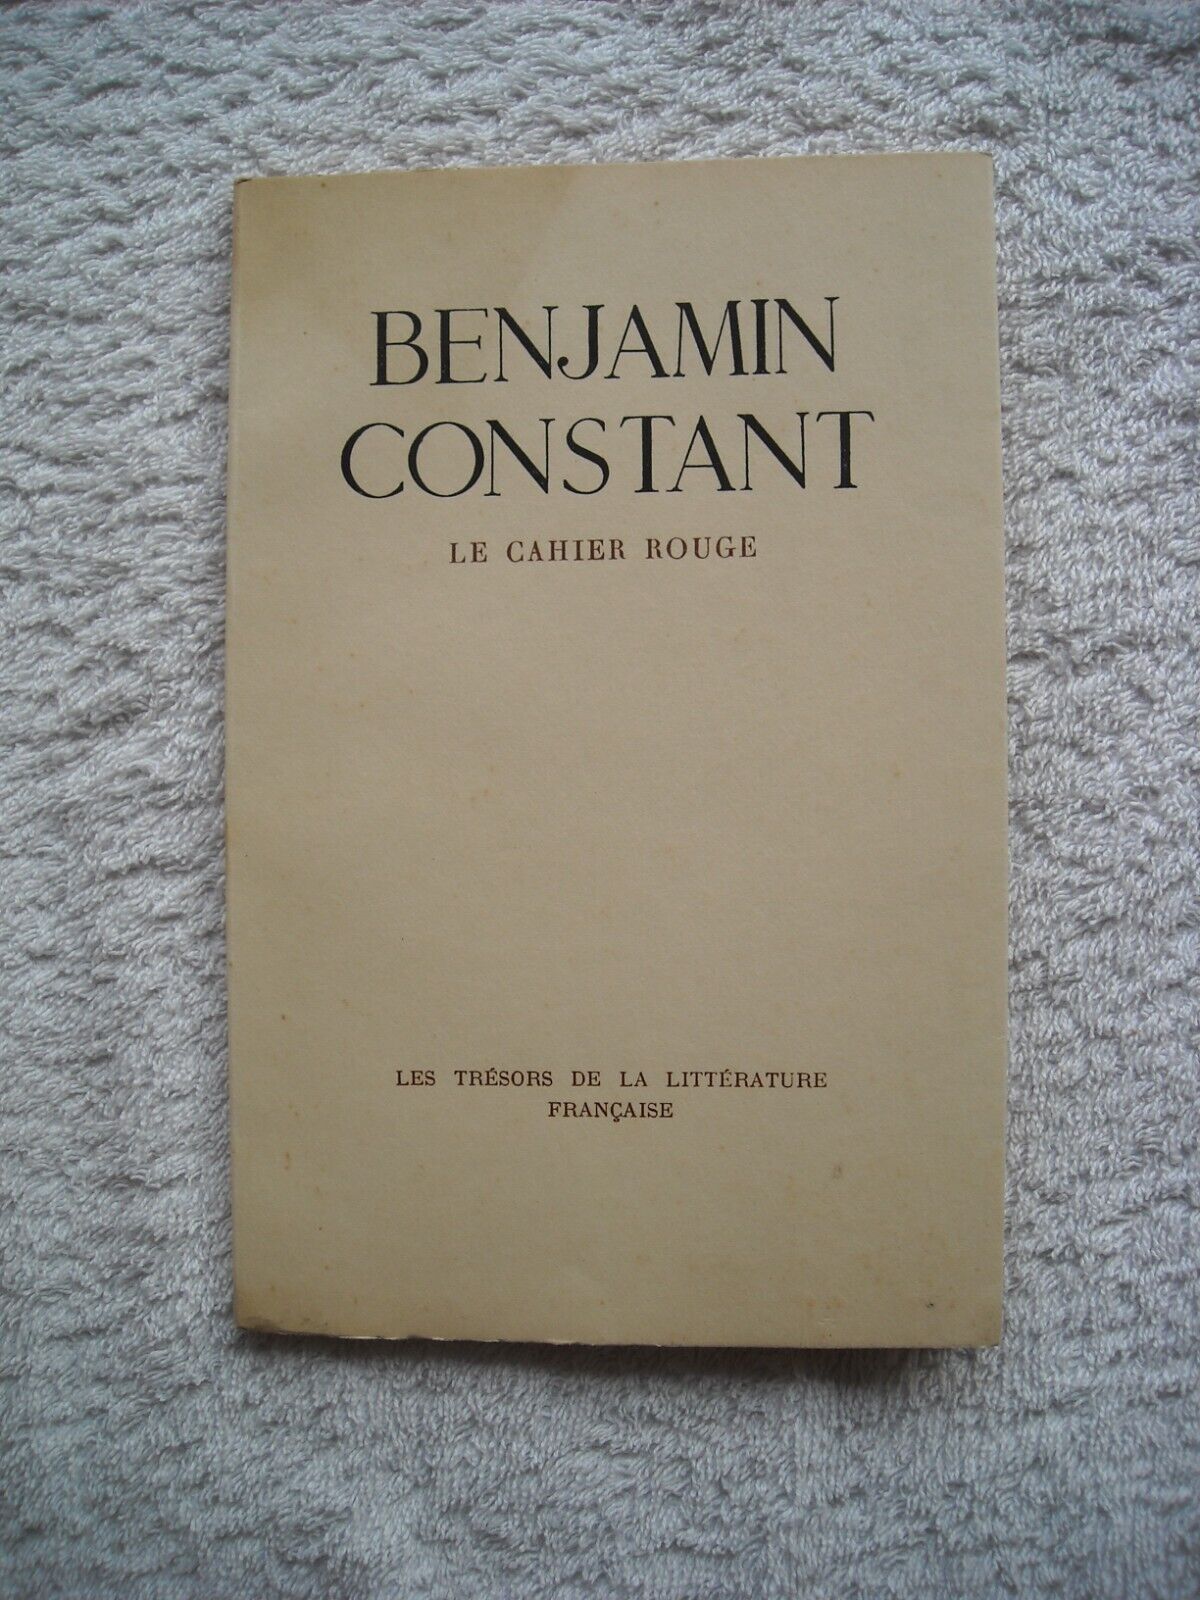 BENJAMIN
CONSTANT
LE CAHIER ROUGE
LES TRÉSORS DE LA LITTÉRATURE
FRANÇAISE